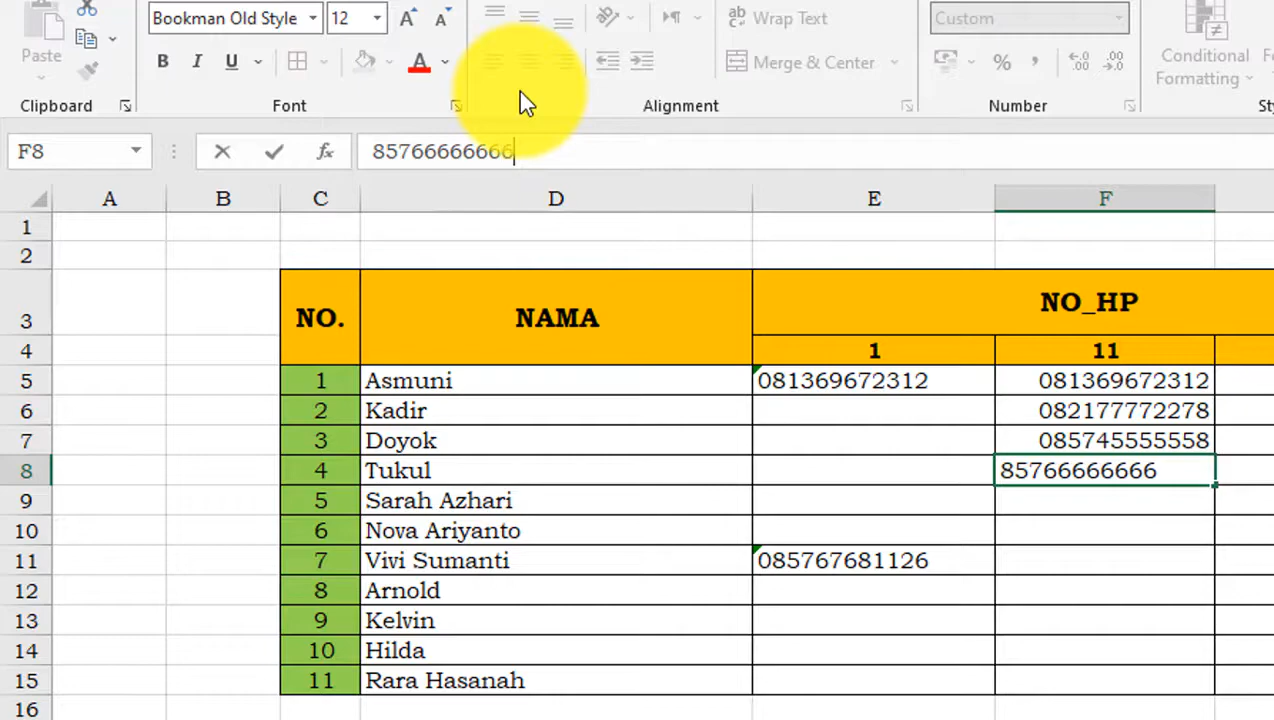 Bookman Old Style 12 Wrap Text Custom
Paste B I U A Merge & Center % , Conditional
Formatting
Clipboard Font Alignment Number
F8 fx 85766666666
A B C D E F
1
2
3 NO. NAMA NO_HP
4 1 11
5 1 Asmuni 081369672312 081369672312
6 2 Kadir 082177772278
7 3 Doyok 085745555558
8 4 Tukul 85766666666
9 5 Sarah Azhari
10 6 Nova Ariyanto
11 7 Vivi Sumanti 085767681126
12 8 Arnold
13 9 Kelvin
14 10 Hilda
15 11 Rara Hasanah
16